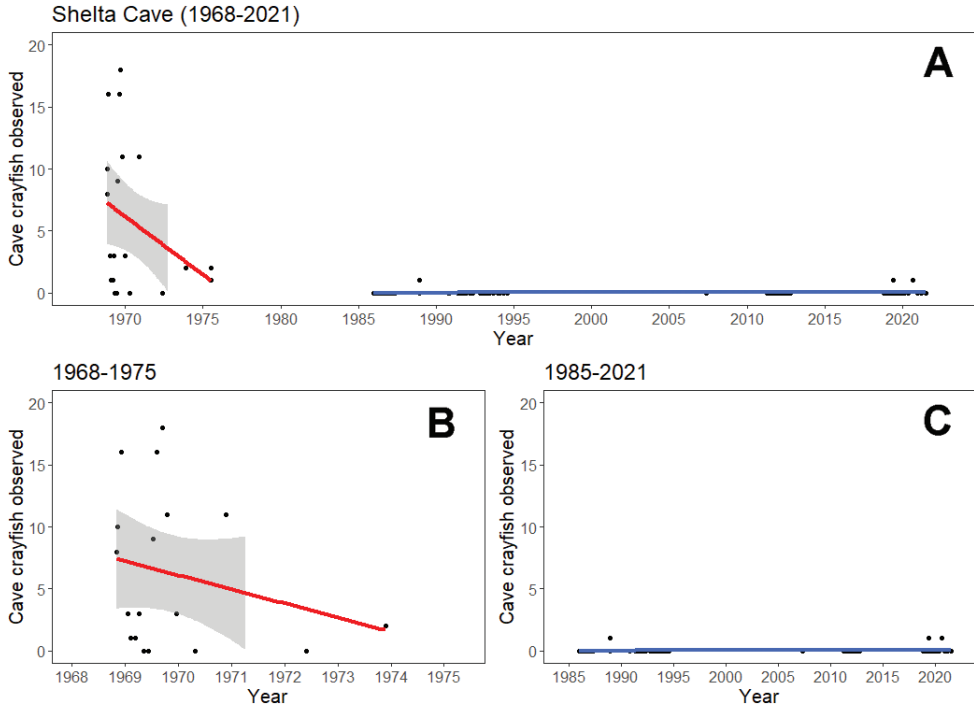 Shelta Cave (1968-2021)
A
Cave crayfish observed
20
15
10
5
0
1970 1975 1980 1985 1990 1995 2000 2005 2010 2015 2020
Year
1968-1975
B
Cave crayfish observed
20
15
10
5
0
1968 1969 1970 1971 1972 1973 1974 1975
Year
1985-2021
C
Cave crayfish observed
20
15
10
5
0
1985 1990 1995 2000 2005 2010 2015 2020
Year